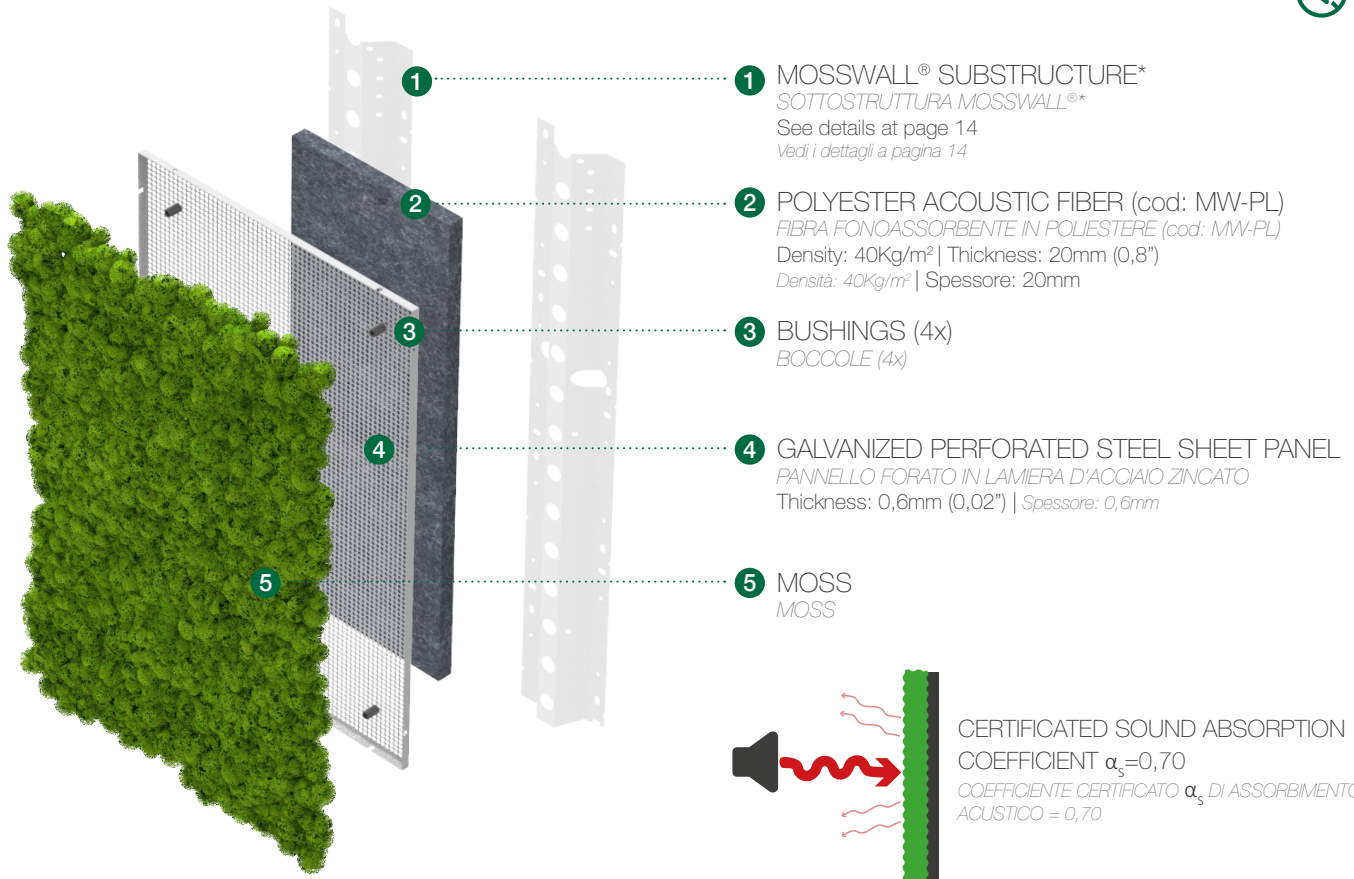 1 1 MOSSWALL® SUBSTRUCTURE*
SOTTOSTRUTTURA MOSSWALL®*
See details at page 14
Vedi i dettagli a pagina 14
2 2 POLYESTER ACOUSTIC FIBER (cod: MW-PL)
FIBRA FONOASSORBENTE IN POLIESTERE (cod: MW-PL)
Density: 40Kg/m² | Thickness: 20mm (0,8”)
Densità: 40Kg/m² | Spessore: 20mm
3 3 BUSHINGS (4x)
BOCCOLE (4x)
4 4 GALVANIZED PERFORATED STEEL SHEET PANEL
PANNELLO FORATO IN LAMIERA D'ACCIAIO ZINCATO
Thickness: 0,6mm (0,02”) | Spessore: 0,6mm
5 5 MOSS
MOSS
CERTIFICATED SOUND ABSORPTION
COEFFICIENT αs=0,70
COEFFICIENTE CERTIFICATO αs DI ASSORBIMENTO
ACUSTICO = 0,70